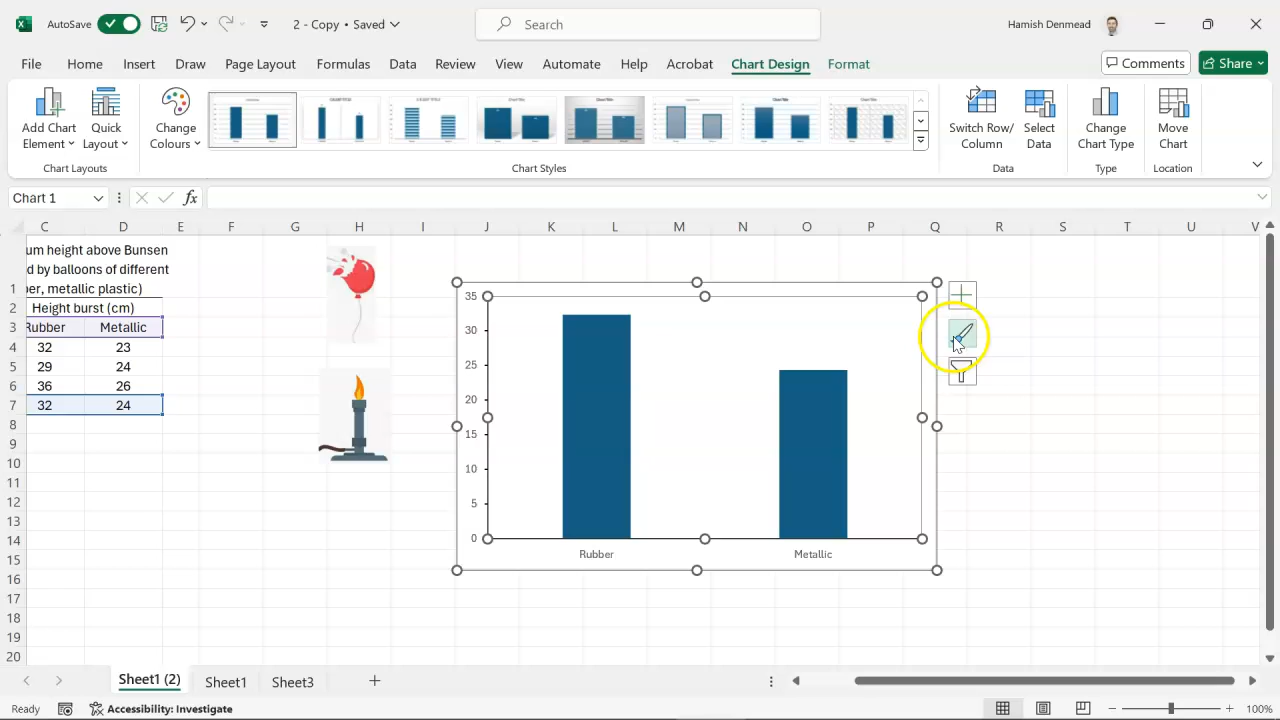 AutoSave
2 - Copy • Saved
Search
Hamish Denmead
File Home Insert Draw Page Layout Formulas Data Review View Automate Help Acrobat Chart Design Format
Comments Share
Add Chart Element
Quick Layout
Change Colours
Switch Row/ Column
Select Data
Change Chart Type
Move Chart
Chart Layouts Chart Styles Data Type Location
Chart 1 fx
C D E F G H I J K L M N O P Q R S T U V
um height above Bunsen
d by balloons of different
er, metallic plastic)
1
2 Height burst (cm)
3 Rubber Metallic
4 32 23
5 29 24
6 36 26
7 32 24
8
9
10
11
12
13
14
15
16
17
18
19
20
35
30
25
20
15
10
5
0
Rubber Metallic
Sheet1 (2) Sheet1 Sheet3
Ready Accessibility: Investigate 100%